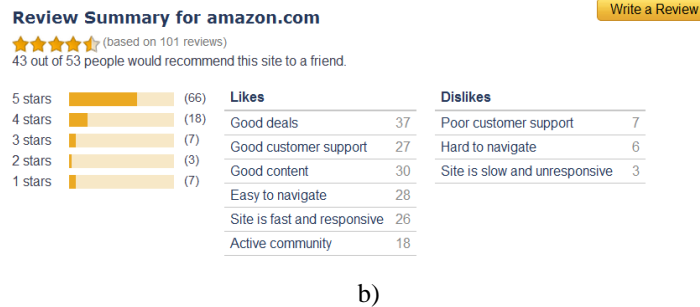 Write a Review
Review Summary for amazon.com
(based on 101 reviews)
43 out of 53 people would recommend this site to a friend.
5 stars (66)
4 stars (18)
3 stars (7)
2 stars (3)
1 stars (7)
Likes
Good deals 37
Good customer support 27
Good content 30
Easy to navigate 28
Site is fast and responsive 26
Active community 18
Dislikes
Poor customer support 7
Hard to navigate 6
Site is slow and unresponsive 3
b)